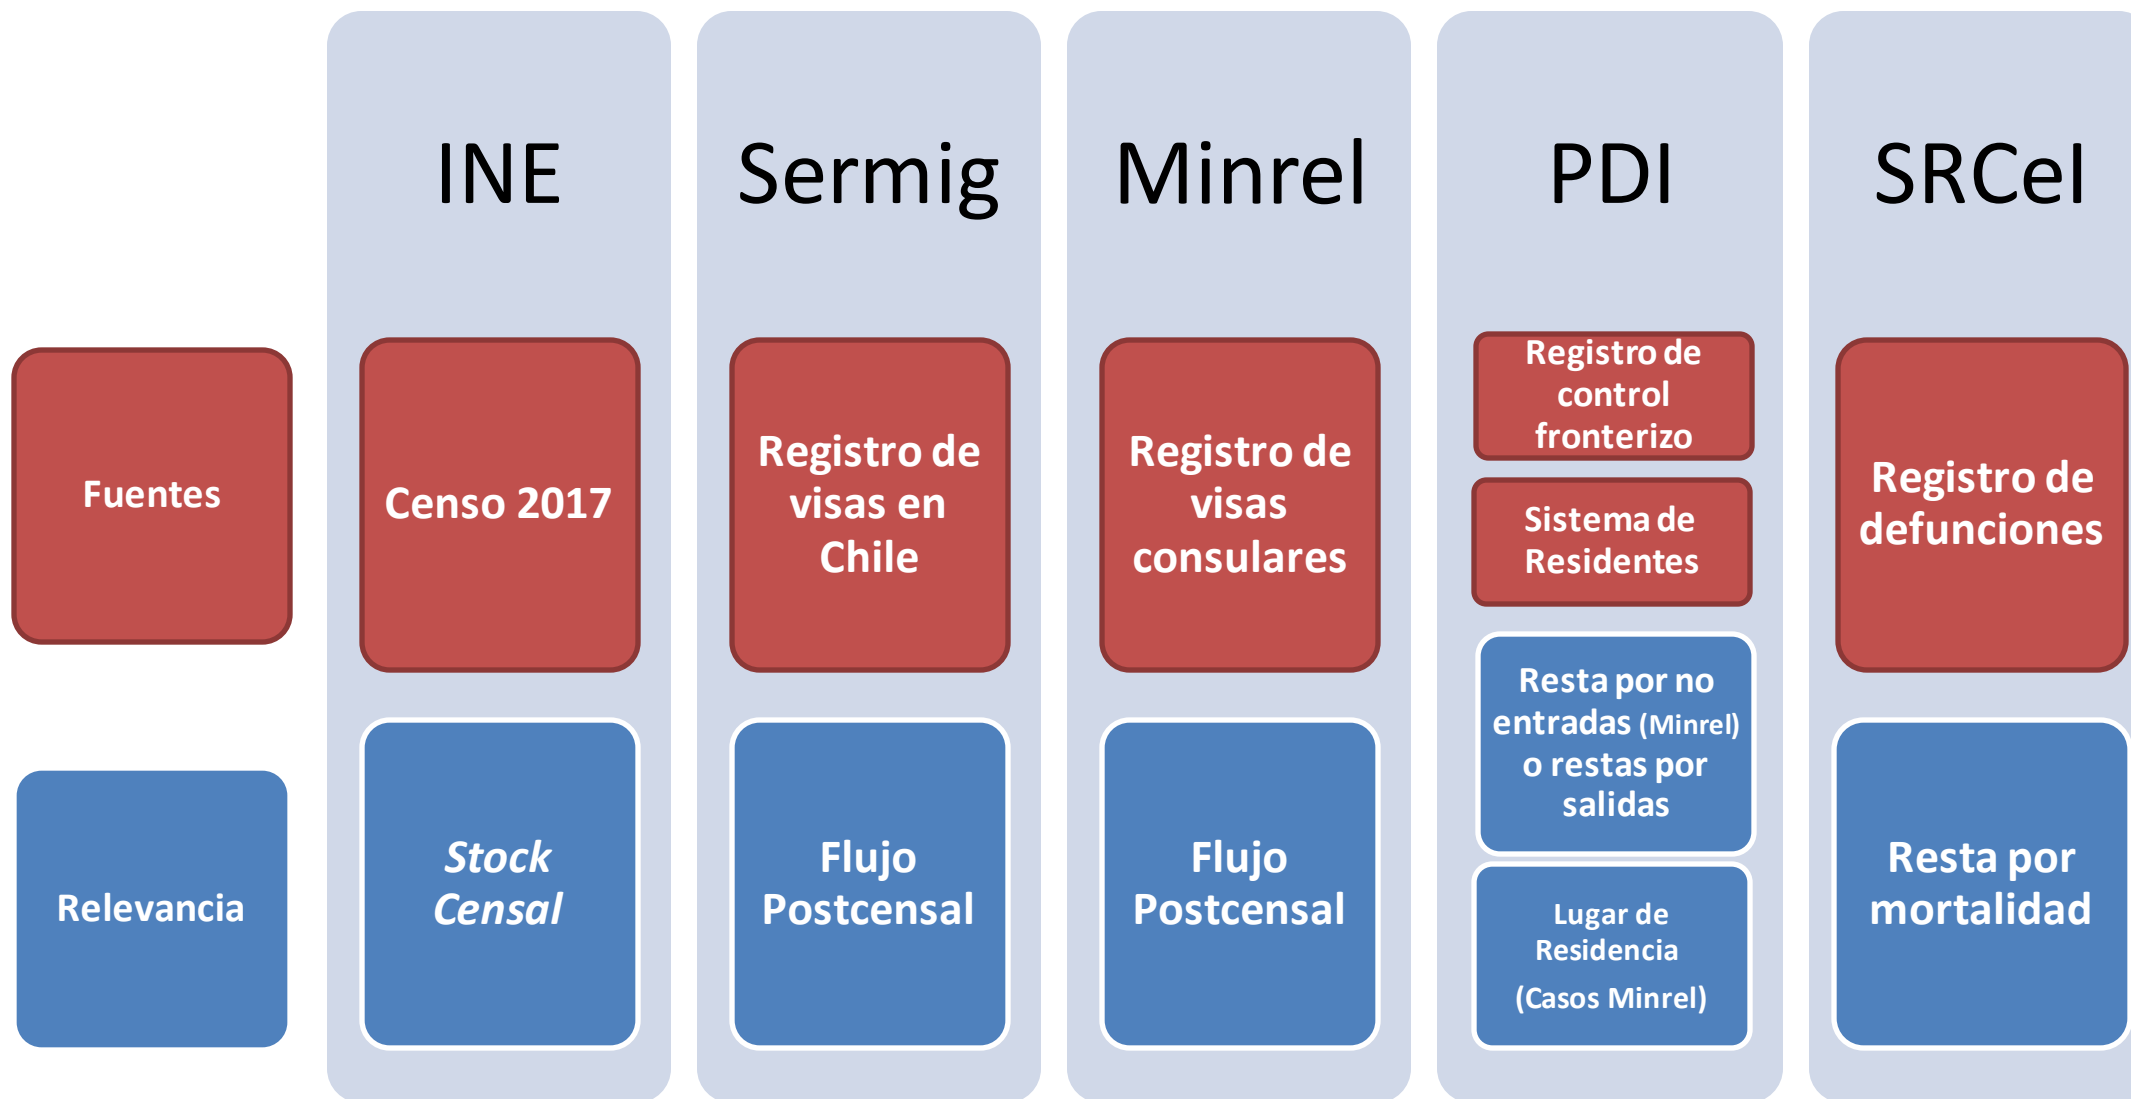 INE
Sermig
Minrel
PDI
SRCeI
Fuentes
Censo 2017
Registro de
visas en
Chile
Registro de
visas
consulares
Registro de
control
fronterizo
Sistema de
Residentes
Registro de
defunciones
Relevancia
Stock
Censal
Flujo
Postcensal
Flujo
Postcensal
Resta por no
entradas (Minrel)
o restas por
salidas
Lugar de
Residencia
(Casos Minrel)
Resta por
mortalidad